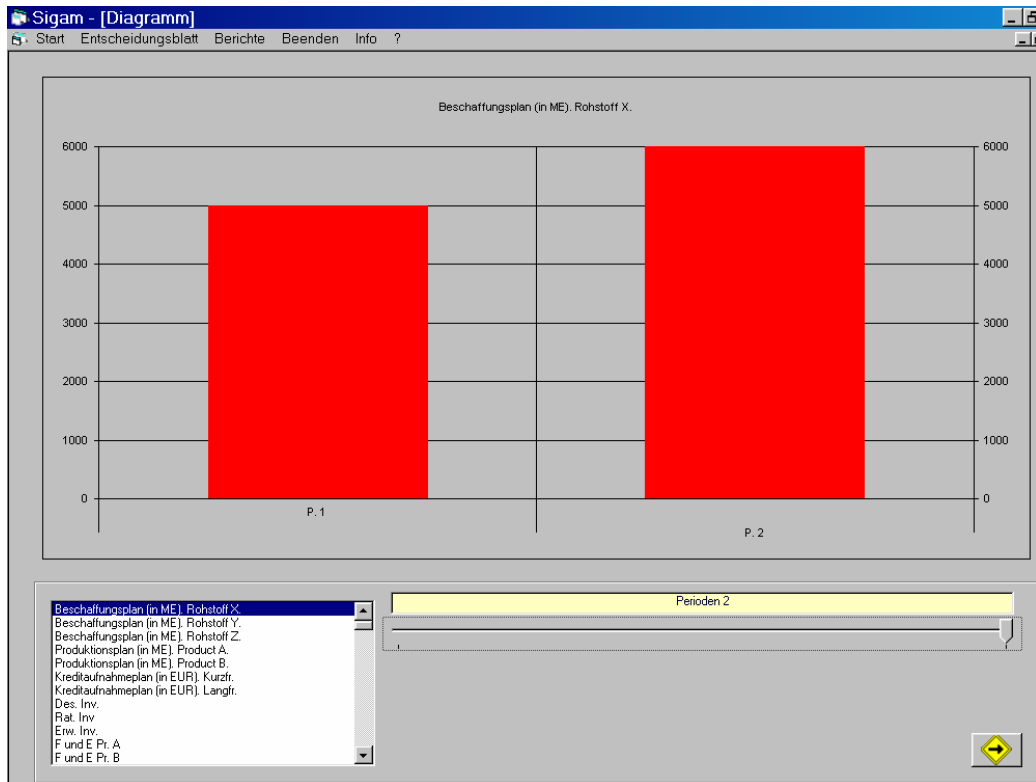 Sigam - [Diagramm]
Start Entscheidungsblatt Berichte Beenden Info ?
Beschaffungsplan (in ME). Rohstoff X.
6000 6000
5000 5000
4000 4000
3000 3000
2000 2000
1000 1000
0 0
P. 1
P. 2
Beschaffungsplan (in ME). Rohstoff X.
Beschaffungsplan (in ME). Rohstoff Y.
Beschaffungsplan (in ME). Rohstoff Z.
Produktionsplan (in ME). Product A.
Produktionsplan (in ME). Product B.
Kreditaufnahmeplan (in EUR). Kurzfr.
Kreditaufnahmeplan (in EUR). Langfr.
Des. Inv.
Rat. Inv
Erw. Inv.
F und E Pr. A
F und E Pr. B
Perioden 2